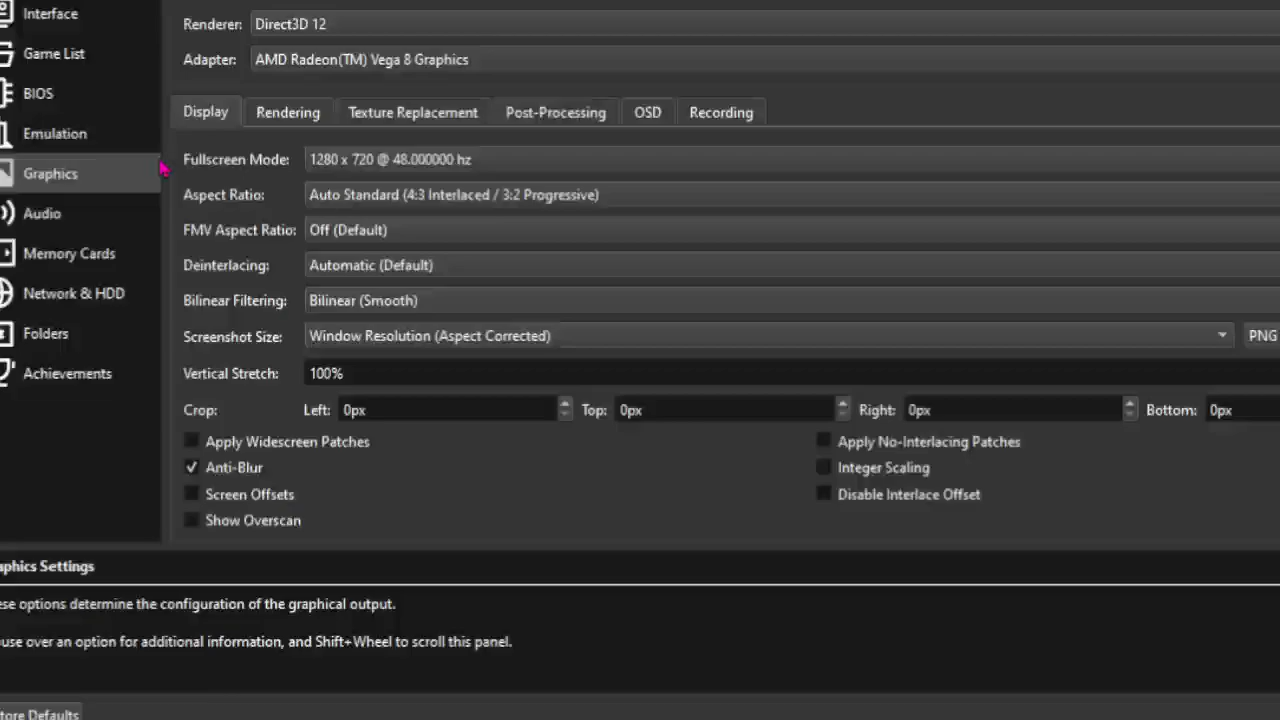 Interface
Game List
BIOS
Emulation
Graphics
Audio
Memory Cards
Network & HDD
Folders
Achievements
Renderer: Direct3D 12
Adapter: AMD Radeon(TM) Vega 8 Graphics
Display Rendering Texture Replacement Post-Processing OSD Recording
Fullscreen Mode: 1280 x 720 @ 48.000000 hz
Aspect Ratio: Auto Standard (4:3 Interlaced / 3:2 Progressive)
FMV Aspect Ratio: Off (Default)
Deinterlacing: Automatic (Default)
Bilinear Filtering: Bilinear (Smooth)
Screenshot Size: Window Resolution (Aspect Corrected) PNG
Vertical Stretch: 100%
Crop: Left: 0px Top: 0px Right: 0px Bottom: 0px
Apply Widescreen Patches Apply No-Interlacing Patches
Anti-Blur Integer Scaling
Screen Offsets Disable Interlace Offset
Show Overscan
aphics Settings
ese options determine the configuration of the graphical output.
ouse over an option for additional information, and Shift+Wheel to scroll this panel.
tore Defaults